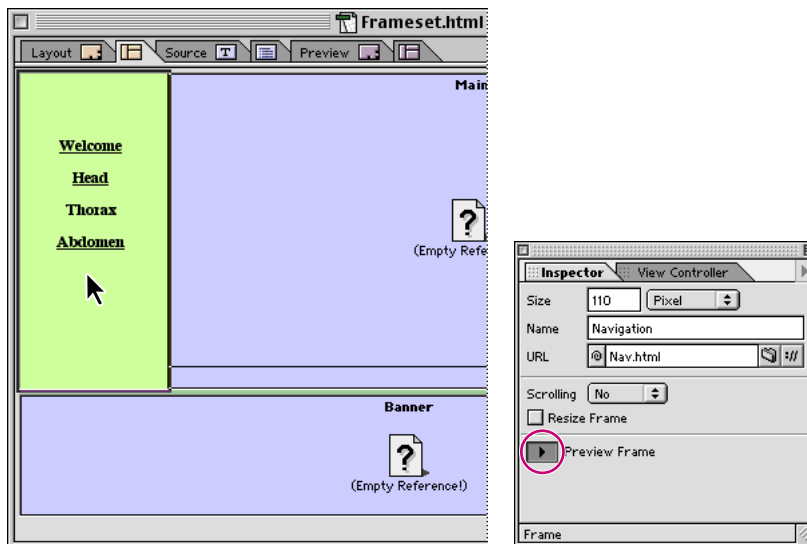 Frameset.html
Layout Source T Preview
Main
Welcome
Head
Thorax
Abdomen
?
(Empty Refe
Banner
?
(Empty Reference!)
Inspector View Controller
Size 110 Pixel
Name Navigation
URL Nav.html ://
Scrolling No
Resize Frame
Preview Frame
Frame